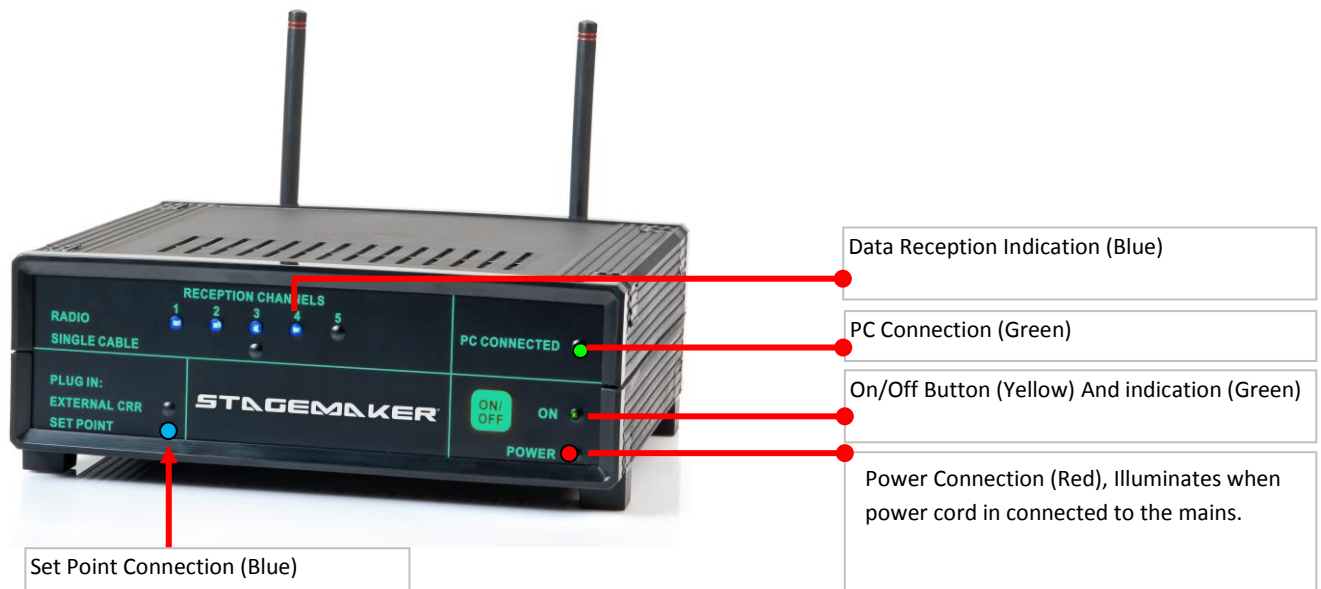 RECEPTION CHANNELS
1 2 3 4 5
RADIO
SINGLE CABLE
PC CONNECTED
PLUG IN:
EXTERNAL CRR
SET POINT
STAGEMAKER
ON/
OFF
ON
POWER
Data Reception Indication (Blue)
PC Connection (Green)
On/Off Button (Yellow) And indication (Green)
Power Connection (Red), Illuminates when
power cord in connected to the mains.
Set Point Connection (Blue)